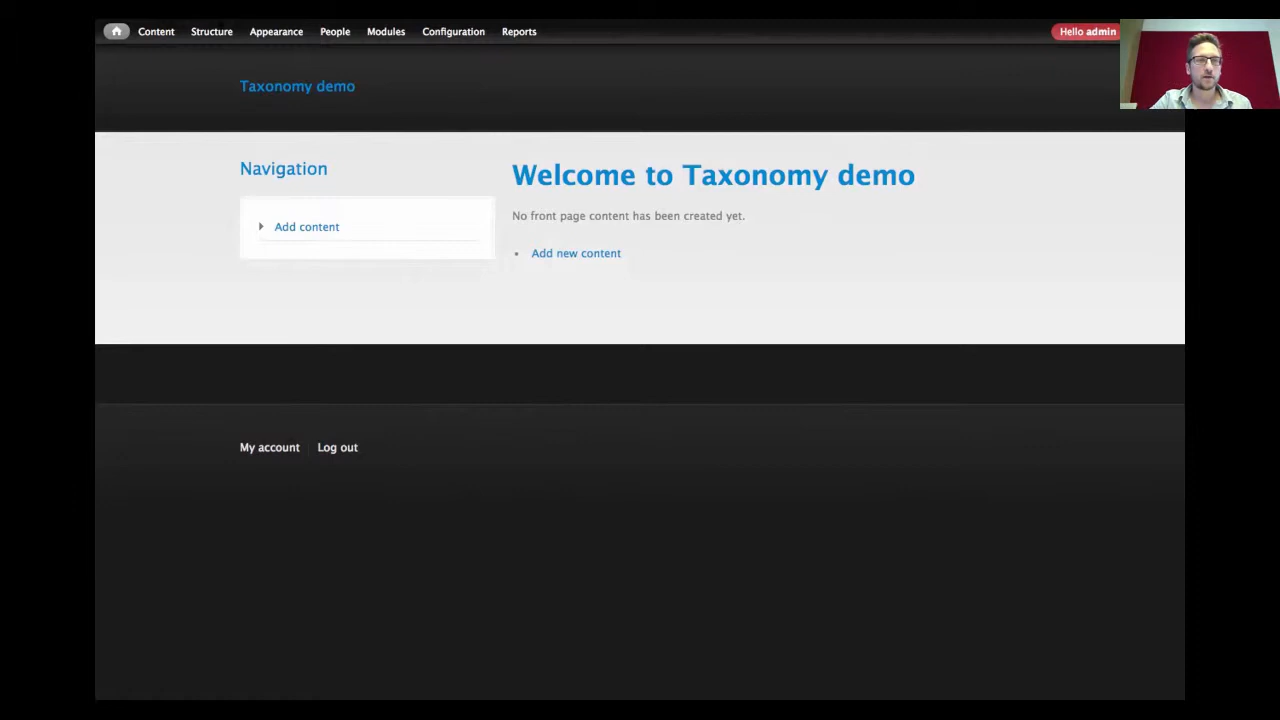 Content Structure Appearance People Modules Configuration Reports Hello admin
Taxonomy demo
Navigation
Add content
Welcome to Taxonomy demo
No front page content has been created yet.
Add new content
My account Log out